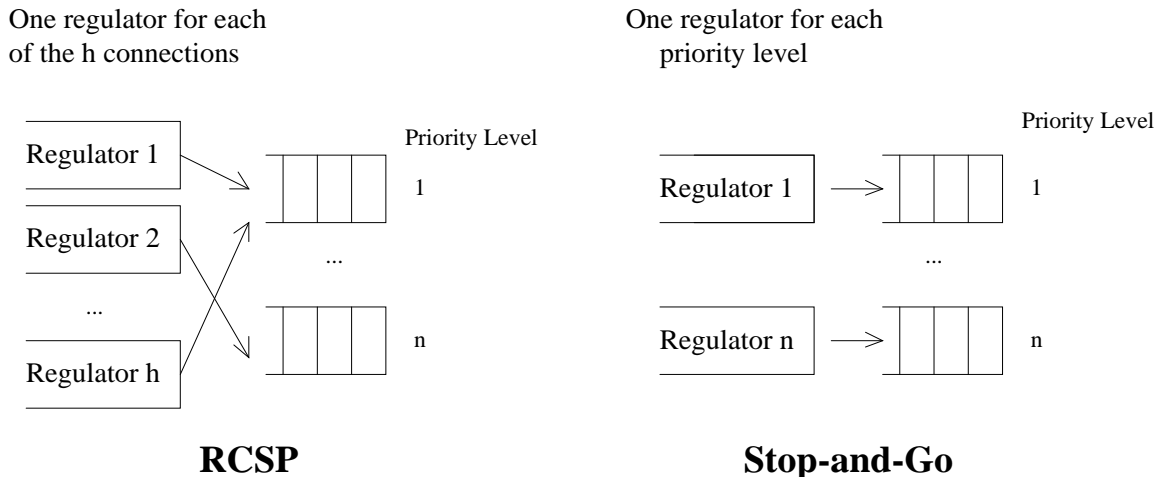 One regulator for each
of the h connections
Regulator 1
Regulator 2
...
Regulator h
Priority Level
1
...
n
RCSP
One regulator for each
priority level
Regulator 1
Regulator n
Priority Level
1
...
n
Stop-and-Go